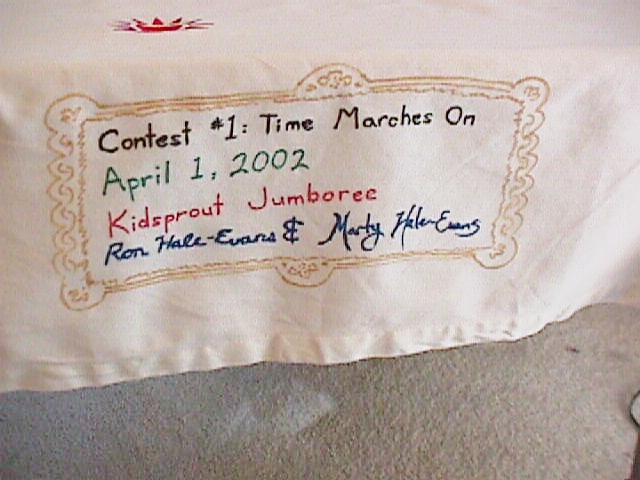 Contest #1: Time Marches On
April 1, 2002
Kidsprout Jumboree
Ron Hale-Evans & Marty Hale-Evans